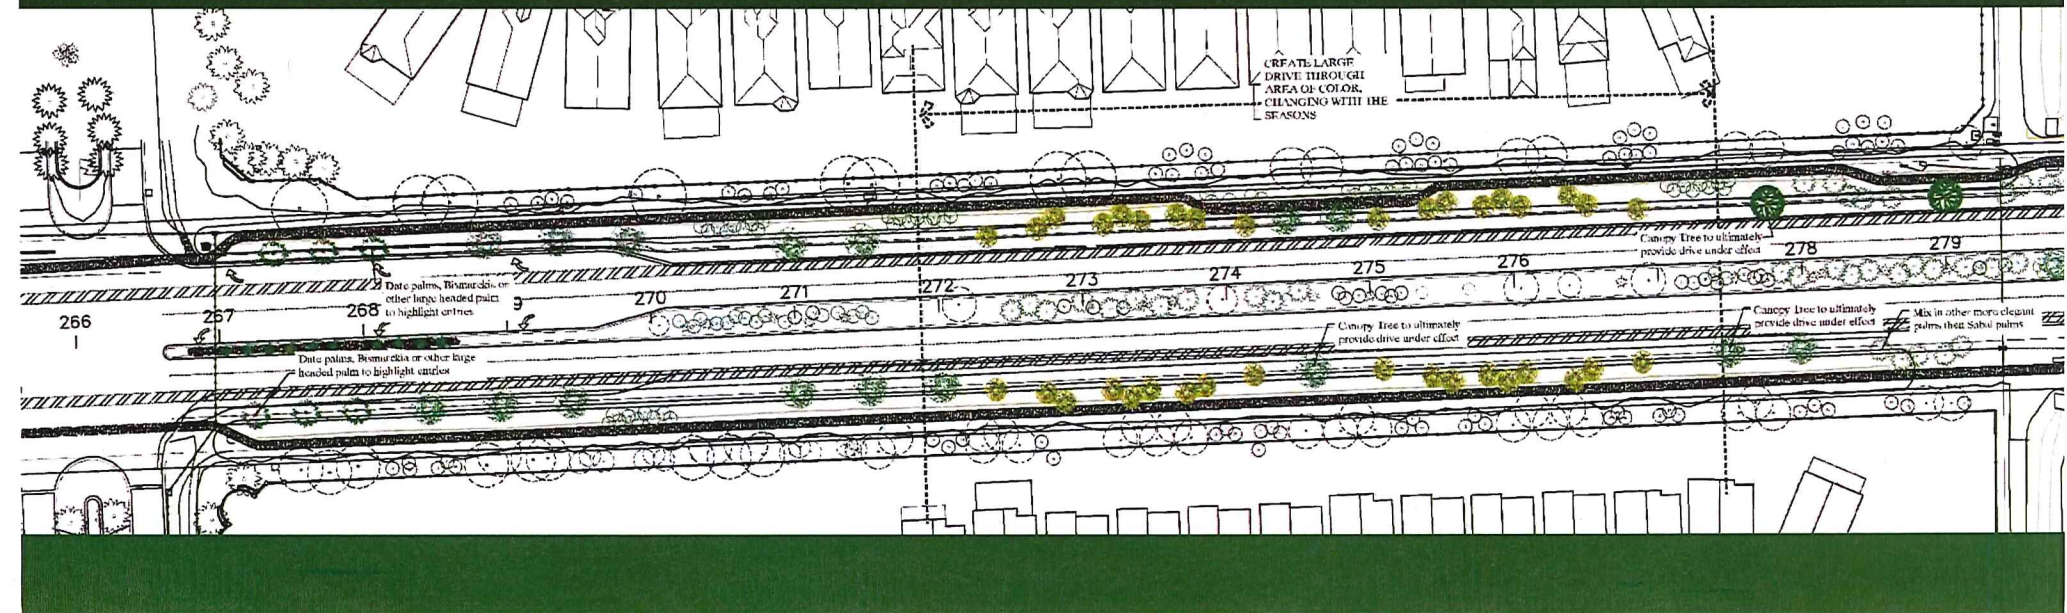 CREATE LARGE
DRIVE THROUGH
AREA OF COLOR,
CHANGING WITH THE
SEASONS
Canopy Tree to ultimately
provide drive under effect
Date palms, Bismarckia or
other large headed palm
to highlight entries
266
267
268
9
270
271
272
273
274
275
276
278
279
Canopy Tree to ultimately
provide drive under effect
Canopy Tree to ultimately
provide drive under effect
Mix in other more elegant
palms then Sabal palms
Date palms, Bismarckia or other large
headed palm to highlight entries